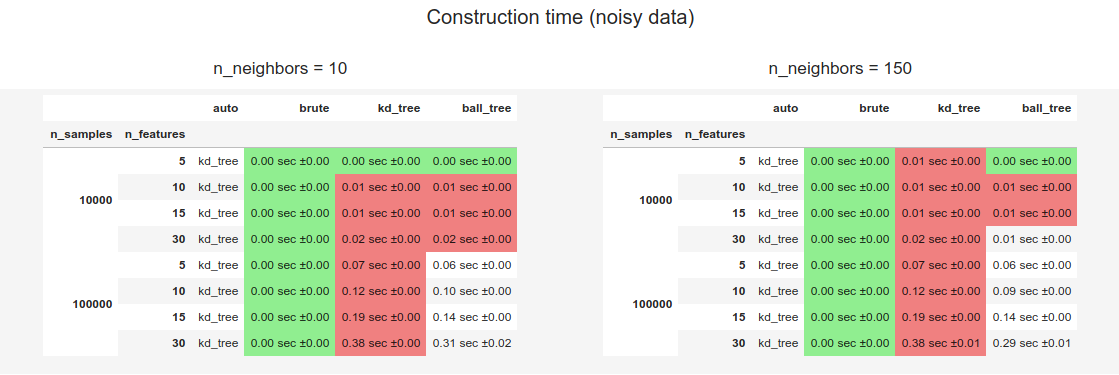 Construction time (noisy data)
n_neighbors = 10
auto brute kd_tree ball_tree
n_samples n_features
10000 5 kd_tree 0.00 sec ±0.00 0.00 sec ±0.00 0.00 sec ±0.00
10 kd_tree 0.00 sec ±0.00 0.01 sec ±0.00 0.01 sec ±0.00
15 kd_tree 0.00 sec ±0.00 0.01 sec ±0.00 0.01 sec ±0.00
30 kd_tree 0.00 sec ±0.00 0.02 sec ±0.00 0.02 sec ±0.00
100000 5 kd_tree 0.00 sec ±0.00 0.07 sec ±0.00 0.06 sec ±0.00
10 kd_tree 0.00 sec ±0.00 0.12 sec ±0.00 0.10 sec ±0.00
15 kd_tree 0.00 sec ±0.00 0.19 sec ±0.00 0.14 sec ±0.00
30 kd_tree 0.00 sec ±0.00 0.38 sec ±0.00 0.31 sec ±0.02
n_neighbors = 150
auto brute kd_tree ball_tree
n_samples n_features
10000 5 kd_tree 0.00 sec ±0.00 0.01 sec ±0.00 0.00 sec ±0.00
10 kd_tree 0.00 sec ±0.00 0.01 sec ±0.00 0.01 sec ±0.00
15 kd_tree 0.00 sec ±0.00 0.01 sec ±0.00 0.01 sec ±0.00
30 kd_tree 0.00 sec ±0.00 0.02 sec ±0.00 0.01 sec ±0.00
100000 5 kd_tree 0.00 sec ±0.00 0.07 sec ±0.00 0.06 sec ±0.00
10 kd_tree 0.00 sec ±0.00 0.12 sec ±0.00 0.09 sec ±0.00
15 kd_tree 0.00 sec ±0.00 0.19 sec ±0.00 0.14 sec ±0.00
30 kd_tree 0.00 sec ±0.00 0.38 sec ±0.01 0.29 sec ±0.01